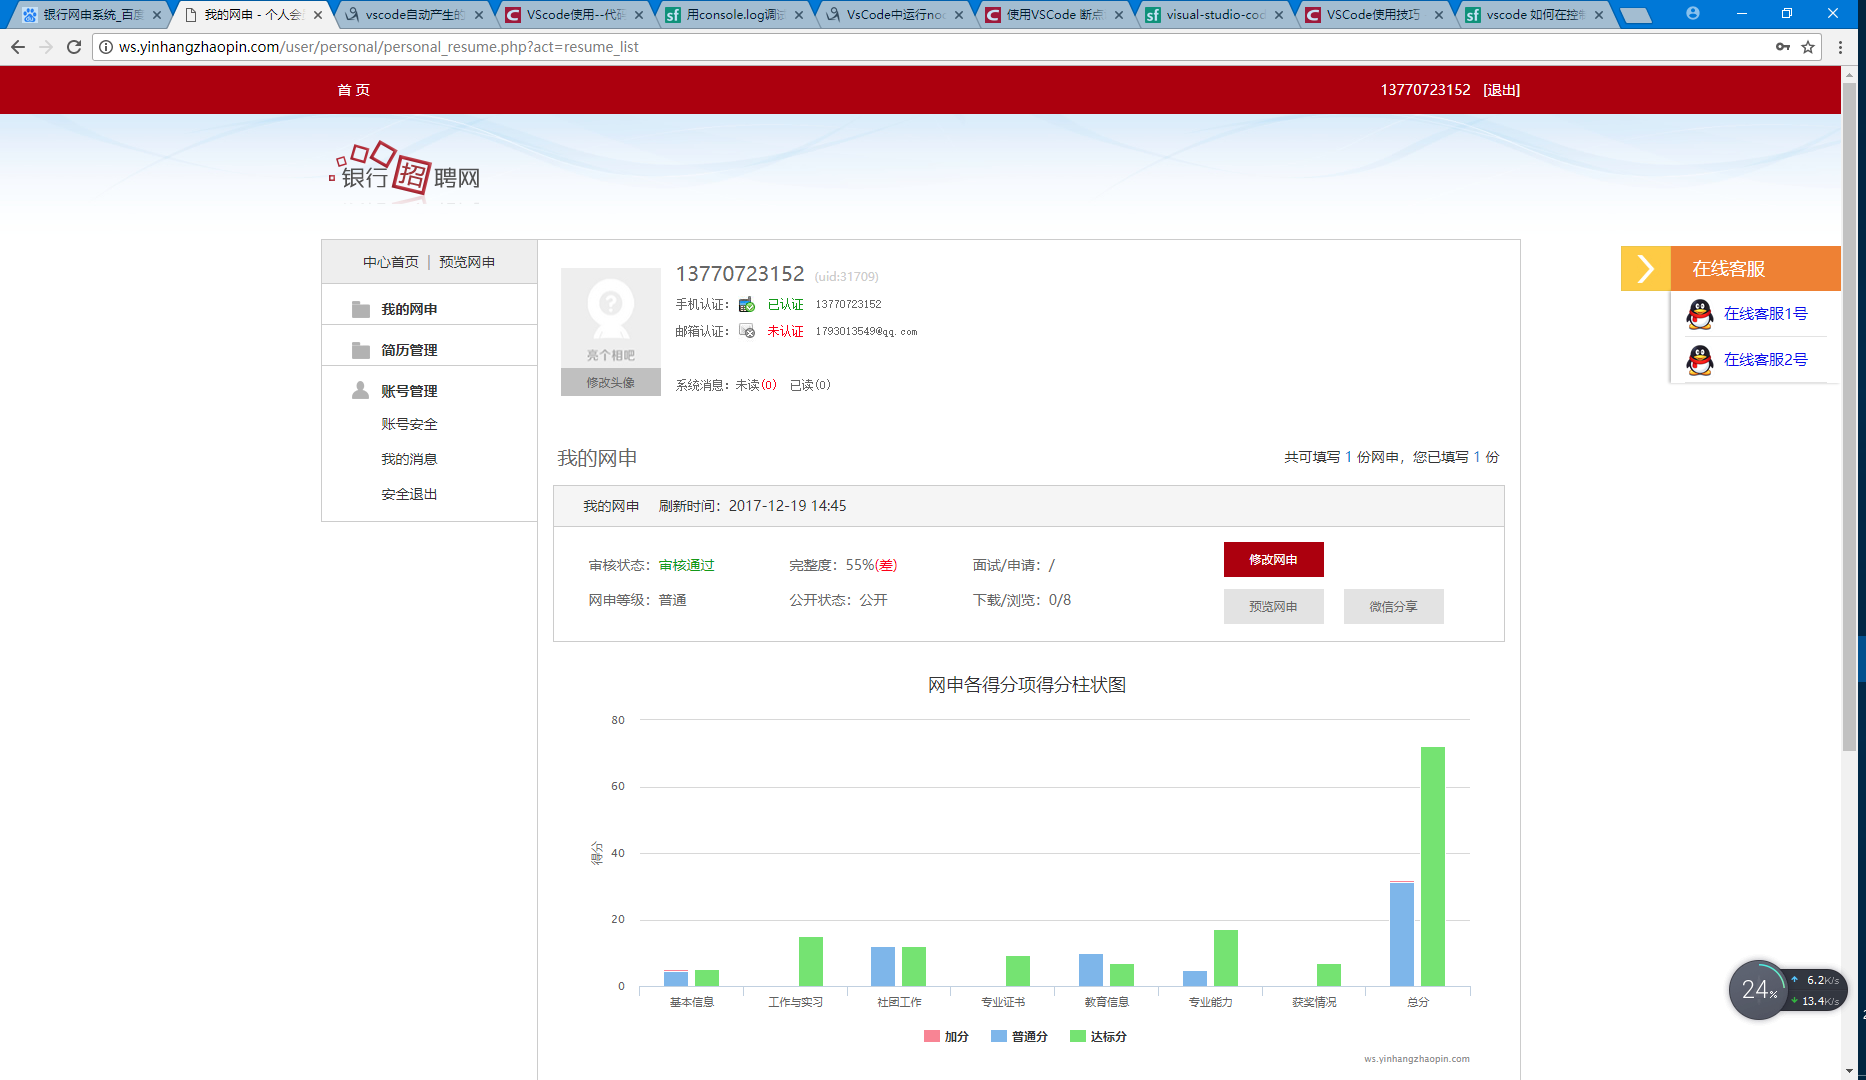 银行网申系统_百度
我的网申 - 个人会
vscode自动产生的
VScode使用--代码
用console.log调试
VsCode中运行nod
使用VSCode 断点
visual-studio-cod
VSCode使用技巧
vscode 如何在控制
ws.yinhangzhaopin.com/user/personal/personal_resume.php?act=resume_list
首 页
13770723152 [退出]
银行招聘网
中心首页 | 预览网申
我的网申
简历管理
账号管理
账号安全
我的消息
安全退出
亮个相吧
修改头像
13770723152 (uid:31709)
手机认证： 已认证 13770723152
邮箱认证： 未认证 1793013549@qq.com
系统消息：未读(0) 已读(0)
在线客服
在线客服1号
在线客服2号
我的网申
共可填写 1 份网申，您已填写 1 份
我的网申 刷新时间：2017-12-19 14:45
审核状态：审核通过 完整度：55%(差) 面试/申请：/
修改网申
网申等级：普通 公开状态：公开 下载/浏览：0/8
预览网申 微信分享
网申各得分项得分柱状图
得分
80
60
40
20
0
基本信息 工作与实习 社团工作 专业证书 教育信息 专业能力 获奖情况 总分
加分 普通分 达标分
ws.yinhangzhaopin.com
24%
6.2K/s
13.4K/s